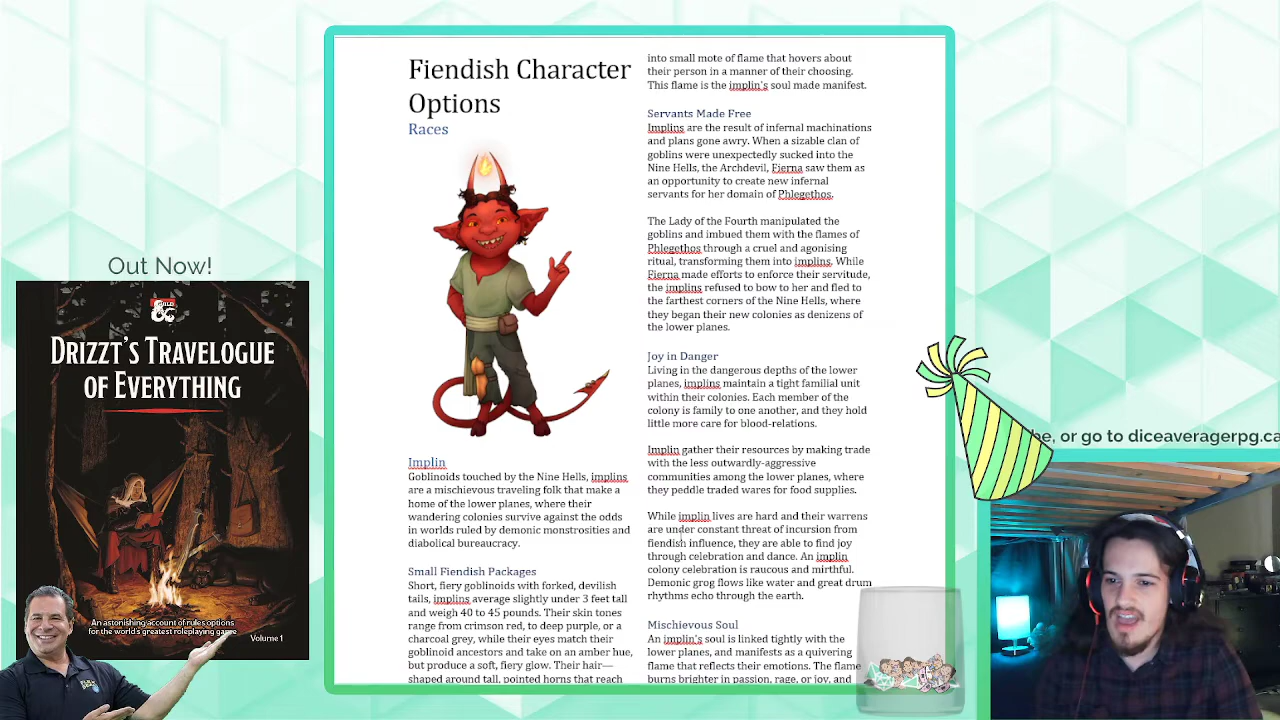 Fiendish Character
Options
Races
Implin
Goblinoids touched by the Nine Hells, implins
are a mischievous traveling folk that make a
home of the lower planes, where their
wandering colonies survive against the odds
in worlds ruled by demonic monstrosities and
diabolical bureaucracy.
Small Fiendish Packages
Short, fiery goblinoids with forked, devilish
tails, implins average slightly under 3 feet tall
and weigh 40 to 45 pounds. Their skin tones
range from crimson red, to deep purple, or a
charcoal grey, while their eyes match their
goblinoid ancestors and take on an amber hue,
but produce a soft, fiery glow. Their hair—
shaped around tall, pointed horns that reach
into small mote of flame that hovers about
their person in a manner of their choosing.
This flame is the implin's soul made manifest.
Servants Made Free
Implins are the result of infernal machinations
and plans gone awry. When a sizable clan of
goblins were unexpectedly sucked into the
Nine Hells, the Archdevil, Fierna saw them as
an opportunity to create new infernal
servants for her domain of Phlegethos.
The Lady of the Fourth manipulated the
goblins and imbued them with the flames of
Phlegethos through a cruel and agonising
ritual, transforming them into implins. While
Fierna made efforts to enforce their servitude,
the implins refused to bow to her and fled to
the farthest corners of the Nine Hells, where
they began their new colonies as denizens of
the lower planes.
Joy in Danger
Living in the dangerous depths of the lower
planes, implins maintain a tight familial unit
within their colonies. Each member of the
colony is family to one another, and they hold
little more care for blood-relations.
Implin gather their resources by making trade
with the less outwardly-aggressive
communities among the lower planes, where
they peddle traded wares for food supplies.
While implin lives are hard and their warrens
are under constant threat of incursion from
fiendish influence, they are able to find joy
through celebration and dance. An implin
colony celebration is raucous and mirthful.
Demonic grog flows like water and great drum
rhythms echo through the earth.
Mischievous Soul
An implin's soul is linked tightly with the
lower planes, and manifests as a quivering
flame that reflects their emotions. The flame
burns brighter in passion, rage, or joy, and
Out Now!
DRIZZT'S TRAVELOGUE
OF EVERYTHING
An astounding account of rules options
for the world's greatest roleplaying game
Volume 1
be, or go to diceaveragerpg.ca